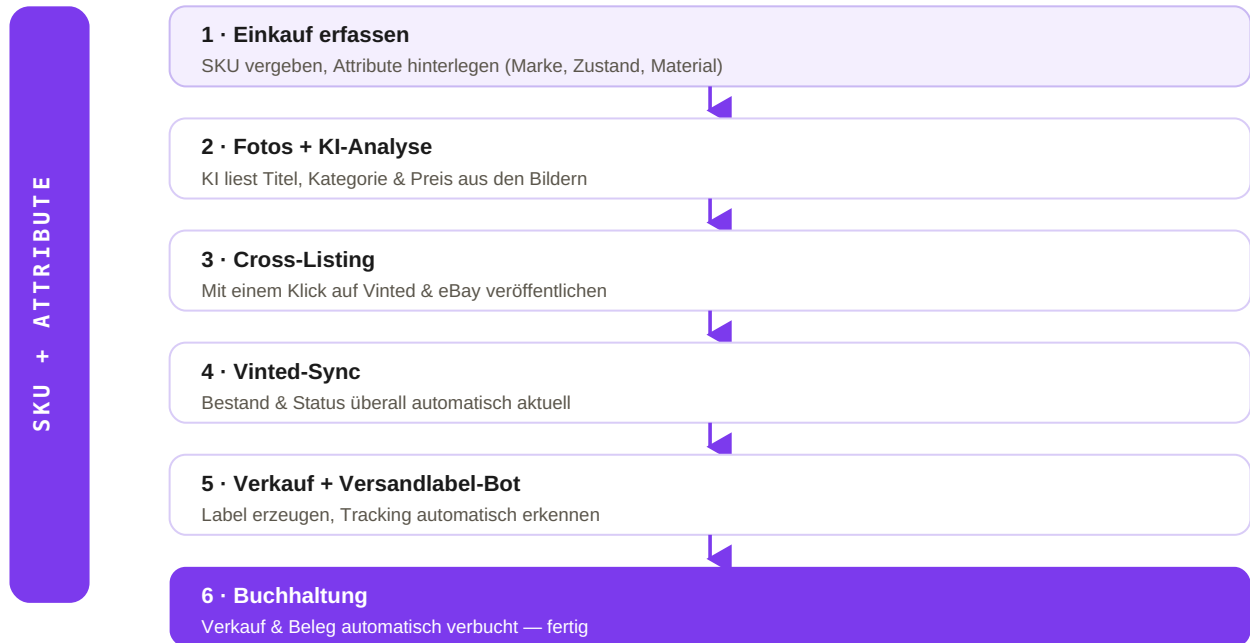 SKU + ATTRIBUTE
1 · Einkauf erfassen
SKU vergeben, Attribute hinterlegen (Marke, Zustand, Material)
2 · Fotos + KI-Analyse
KI liest Titel, Kategorie & Preis aus den Bildern
3 · Cross-Listing
Mit einem Klick auf Vinted & eBay veröffentlichen
4 · Vinted-Sync
Bestand & Status überall automatisch aktuell
5 · Verkauf + Versandlabel-Bot
Label erzeugen, Tracking automatisch erkennen
6 · Buchhaltung
Verkauf & Beleg automatisch verbucht — fertig